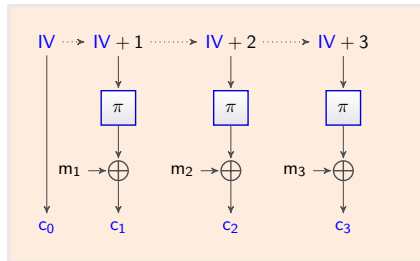 IV IV + 1 IV + 2 IV + 3
π π π
m₁ m₂ m₃
c₀ c₁ c₂ c₃